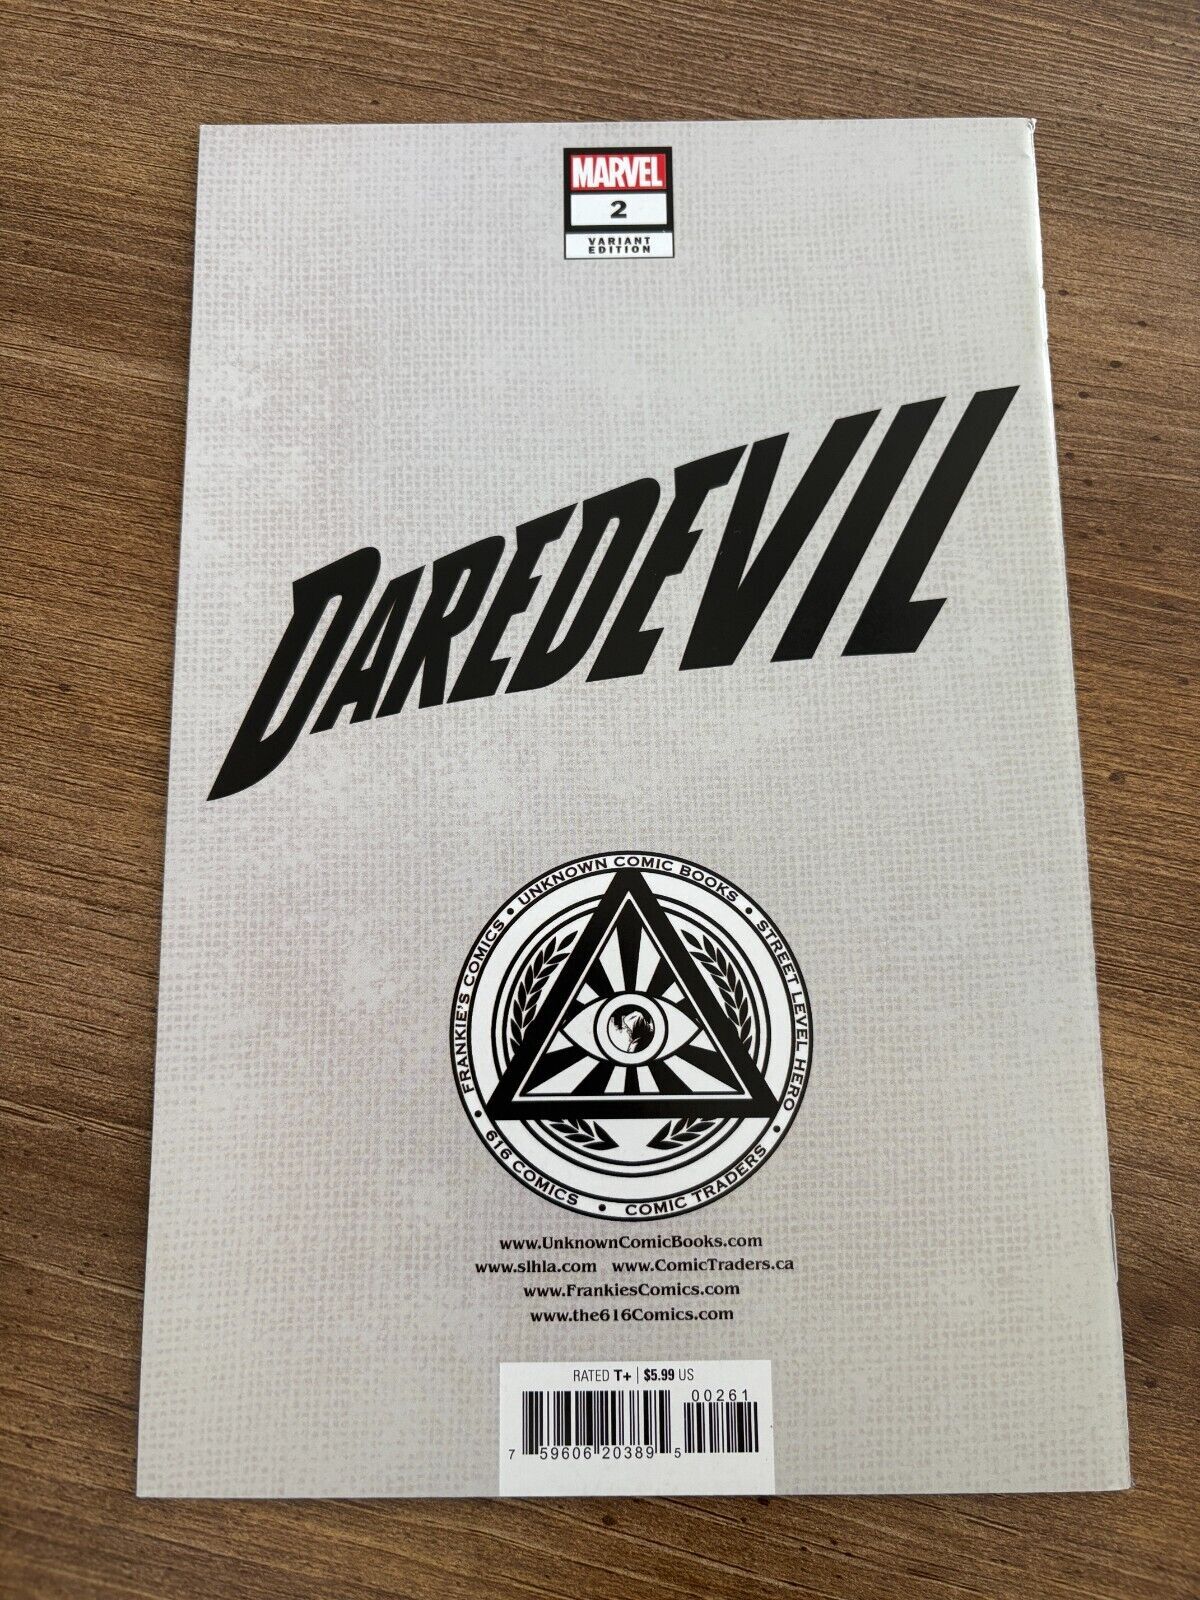 MARVEL
2
VARIANT
EDITION
DAREDEVIL
FRANKIE'S COMICS • UNKNOWN COMIC BOOKS • STREET LEVEL HERO • COMIC TRADERS • 616 COMICS •
www.UnknownComicBooks.com
www.slhla.com www.ComicTraders.ca
www.FrankiesComics.com
www.the616Comics.com
RATED T+ | $5.99 US
00261
7 59606 20389 5